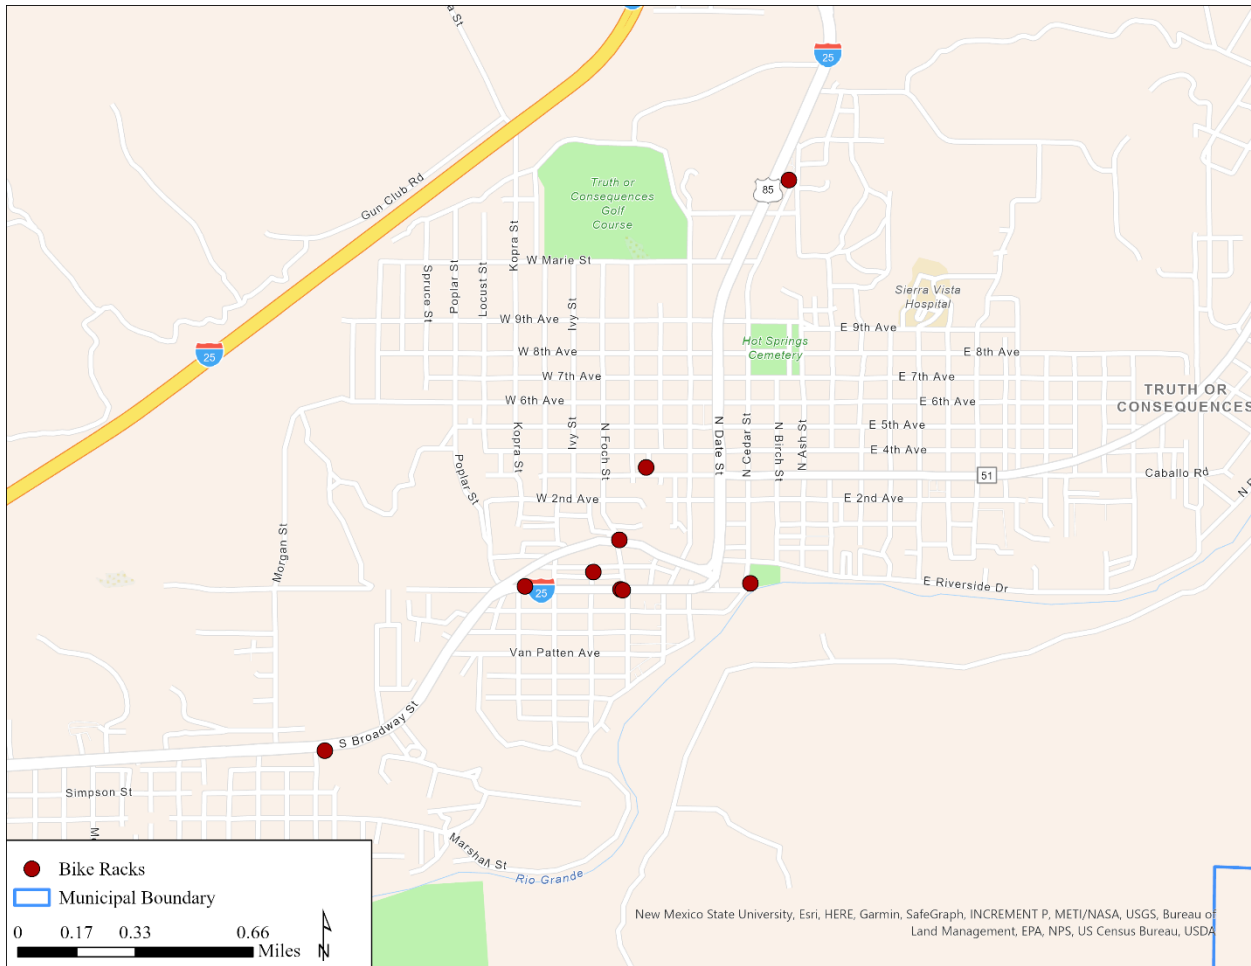 a St
25
85
Gun Club Rd
Truth or
Consequences
Golf
Course
Kopra St
W Marie St
Spruce St
Poplar St
Locust St
Ivy St
Sierra Vista
Hospital
W 9th Ave
E 9th Ave
25
Hot Springs
Cemetery
W 8th Ave
E 8th Ave
W 7th Ave
E 7th Ave
TRUTH OR
CONSEQUENCES
W 6th Ave
E 6th Ave
Kopra St
Ivy St
N Foch St
N Date St
N Cedar St
N Birch St
N Ash St
E 5th Ave
E 4th Ave
Poplar St
51
Caballo Rd
W 2nd Ave
E 2nd Ave
Morgan St
25
E Riverside Dr
Van Patten Ave
S Broadway St
Simpson St
Marshall St
Rio Grande
Bike Racks
Municipal Boundary
0 0.17 0.33 0.66
Miles
N
New Mexico State University, Esri, HERE, Garmin, SafeGraph, INCREMENT P, METI/NASA, USGS, Bureau of
Land Management, EPA, NPS, US Census Bureau, USDA